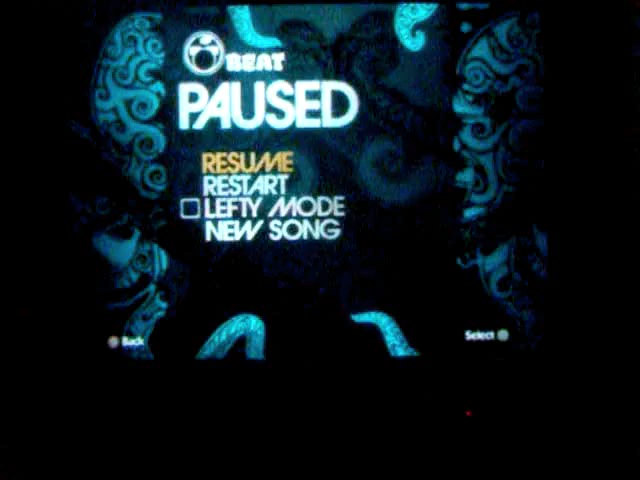 BEAT
PAUSED
RESUME
RESTART
LEFTY MODE
NEW SONG
Back
Select